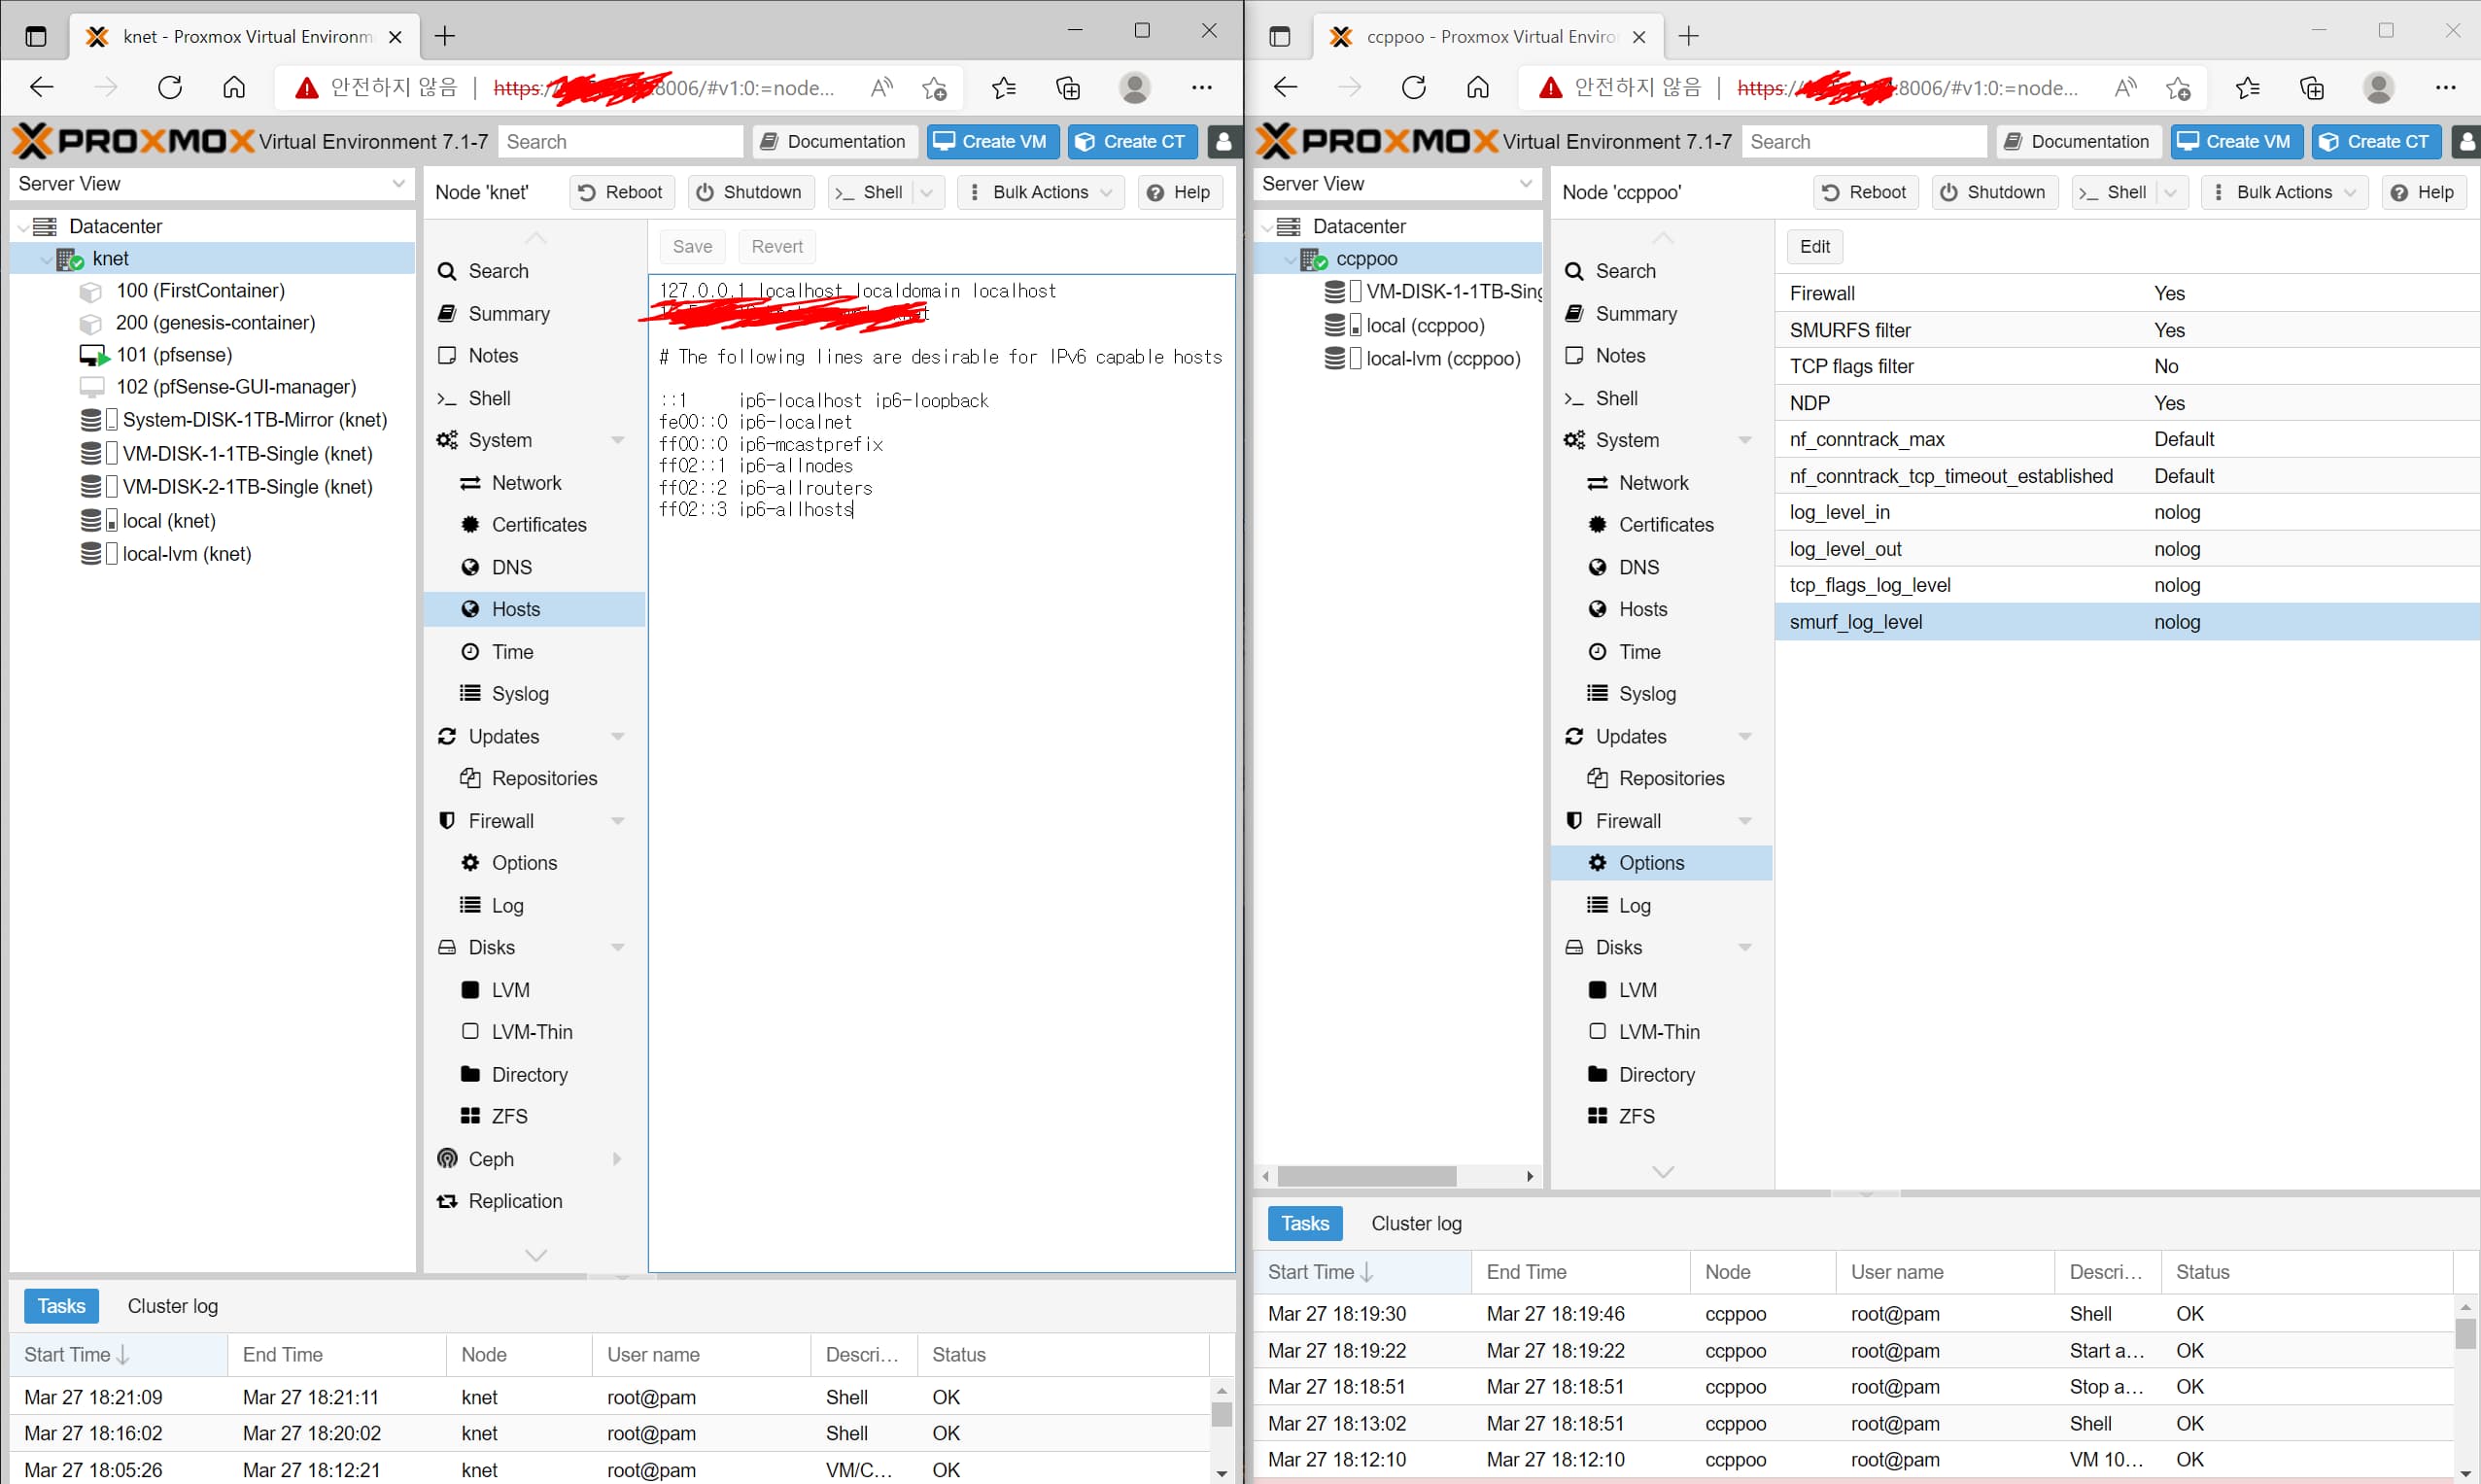 knet - Proxmox Virtual Environm
안전하지 않음
https:/
8006/#v1:0:=node...
PROXMOX Virtual Environment 7.1-7
Search
Documentation
Create VM
Create CT
Server View
Node 'knet'
Reboot
Shutdown
Shell
Bulk Actions
Help
Datacenter
knet
100 (FirstContainer)
200 (genesis-container)
101 (pfsense)
102 (pfSense-GUI-manager)
System-DISK-1TB-Mirror (knet)
VM-DISK-1-1TB-Single (knet)
VM-DISK-2-1TB-Single (knet)
local (knet)
local-lvm (knet)
Search
Summary
Notes
Shell
System
Network
Certificates
DNS
Hosts
Time
Syslog
Updates
Repositories
Firewall
Options
Log
Disks
LVM
LVM-Thin
Directory
ZFS
Ceph
Replication
Save
Revert
127.0.0.1 localhost localdomain localhost
# The following lines are desirable for IPv6 capable hosts
::1 ip6-localhost ip6-loopback
fe00::0 ip6-localnet
ff00::0 ip6-mcastprefix
ff02::1 ip6-allnodes
ff02::2 ip6-allrouters
ff02::3 ip6-allhosts
Tasks
Cluster log
Start Time End Time Node User name Descri... Status
Mar 27 18:21:09 Mar 27 18:21:11 knet root@pam Shell OK
Mar 27 18:16:02 Mar 27 18:20:02 knet root@pam Shell OK
Mar 27 18:05:26 Mar 27 18:12:21 knet root@pam VM/C... OK
ccppoo - Proxmox Virtual Enviro
안전하지 않음
https:/
:8006/#v1:0:=node...
PROXMOX Virtual Environment 7.1-7
Search
Documentation
Create VM
Create CT
Server View
Node 'ccppoo'
Reboot
Shutdown
Shell
Bulk Actions
Help
Datacenter
ccppoo
VM-DISK-1-1TB-Sing
local (ccppoo)
local-lvm (ccppoo)
Search
Summary
Notes
Shell
System
Network
Certificates
DNS
Hosts
Time
Syslog
Updates
Repositories
Firewall
Options
Log
Disks
LVM
LVM-Thin
Directory
ZFS
Edit
Firewall Yes
SMURFS filter Yes
TCP flags filter No
NDP Yes
nf_conntrack_max Default
nf_conntrack_tcp_timeout_established Default
log_level_in nolog
log_level_out nolog
tcp_flags_log_level nolog
smurf_log_level nolog
Tasks
Cluster log
Start Time End Time Node User name Descri... Status
Mar 27 18:19:30 Mar 27 18:19:46 ccppoo root@pam Shell OK
Mar 27 18:19:22 Mar 27 18:19:22 ccppoo root@pam Start a... OK
Mar 27 18:18:51 Mar 27 18:18:51 ccppoo root@pam Stop a... OK
Mar 27 18:13:02 Mar 27 18:18:51 ccppoo root@pam Shell OK
Mar 27 18:12:10 Mar 27 18:12:10 ccppoo root@pam VM 10... OK